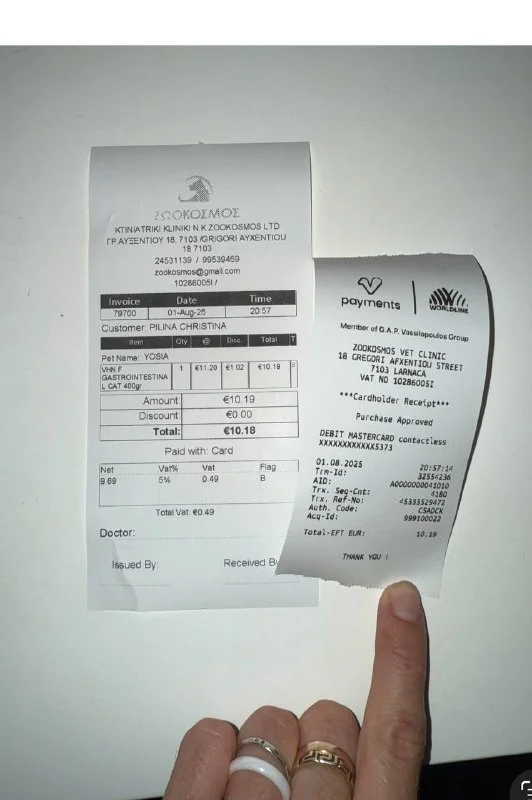 ΖΩΟΚΟΣΜΟΣ
KTINIATRIKI KLINIKI N.K.ZOOKOSMOS LTD
ΓΡ.ΑΥΞΕΝΤΙΟΥ 18, 7103 /GRIGORI AYXENTIOU
18 7103
24531139 / 99539459
zookosmos@gmail.com
10286005I /
Invoice Date Time
79700 01-Aug-25 20:57
Customer: PILINA CHRISTINA
Item Qty @ Disc. Total T
Pet Name: YOSIA
VHN F 1 €11.20 €1.02 €10.19
GASTROINTESTINA
L CAT 400gr
Amount: €10.19
Discount: €0.00
Total: €10.18
Paid with: Card
Net Vat% Vat Flag
9.69 5% 0.49 B
Total Vat: €0.49
Doctor:
Issued By: Received B
payments
WORLDLINE
Member of G.A.P. Vassilopoulos Group
ZOOKOSMOS VET CLINIC
18 GREGORI AFXENTIOU STREET
7103 LARNACA
VAT NO 10286005I
***Cardholder Receipt***
Purchase Approved
DEBIT MASTERCARD contactless
XXXXXXXXXXXX5373
01.08.2025 20:57:14
Trm-Id: 32554236
AID: A0000000041010
Trx. Seq-Cnt: 4180
Trx. Ref-No: 45333529472
Auth. Code: C5ADCK
Acq-Id: 999100022
Total-EFT EUR: 10.19
THANK YOU !